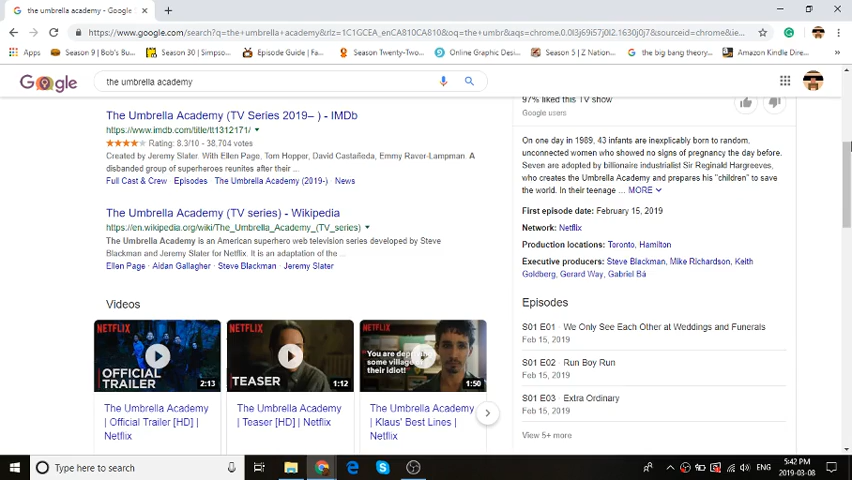 the umbrella academy - Google
https://www.google.com/search?q=the+umbrella+academy&rlz=1C1GCEA_enCA810CA810&oq=the+umbr&aqs=chrome.0.0l3j69i57j0l2.1630j0j7&sourceid=chrome&ie...
Apps
Season 9 | Bob's Bu...
Season 30 | Simpso...
Episode Guide | Fa...
Season Twenty-Two...
Online Graphic Desi...
Season 5 | Z Nation...
the big bang theory...
Amazon Kindle Dire...
Google
the umbrella academy
97% liked this TV show
Google users
The Umbrella Academy (TV Series 2019– ) - IMDb
https://www.imdb.com/title/tt1312171/
Rating: 8.3/10 - 38,704 votes
Created by Jeremy Slater. With Ellen Page, Tom Hopper, David Castañeda, Emmy Raver-Lampman. A
disbanded group of superheroes reunites after their ...
Full Cast & Crew · Episodes · The Umbrella Academy (2019-) · News
The Umbrella Academy (TV series) - Wikipedia
https://en.wikipedia.org/wiki/The_Umbrella_Academy_(TV_series)
The Umbrella Academy is an American superhero web television series developed by Steve
Blackman and Jeremy Slater for Netflix. It is an adaptation of the ...
Ellen Page · Aidan Gallagher · Steve Blackman · Jeremy Slater
Videos
NETFLIX
OFFICIAL
TRAILER
2:13
The Umbrella Academy
| Official Trailer [HD] |
Netflix
NETFLIX
TEASER
1:12
The Umbrella Academy
| Teaser [HD] | Netflix
NETFLIX
You are
some village
their idiot!
1:50
The Umbrella Academy
| Klaus' Best Lines |
Netflix
On one day in 1989, 43 infants are inexplicably born to random,
unconnected women who showed no signs of pregnancy the day before.
Seven are adopted by billionaire industrialist Sir Reginald Hargreeves,
who creates the Umbrella Academy and prepares his "children" to save
the world. In their teenage ... MORE
First episode date: February 15, 2019
Network: Netflix
Production locations: Toronto, Hamilton
Executive producers: Steve Blackman, Mike Richardson, Keith
Goldberg, Gerard Way, Gabriel Bá
Episodes
S01 E01 · We Only See Each Other at Weddings and Funerals
Feb 15, 2019
S01 E02 · Run Boy Run
Feb 15, 2019
S01 E03 · Extra Ordinary
Feb 15, 2019
View 5+ more
Type here to search
ENG
5:42 PM
2019-03-08